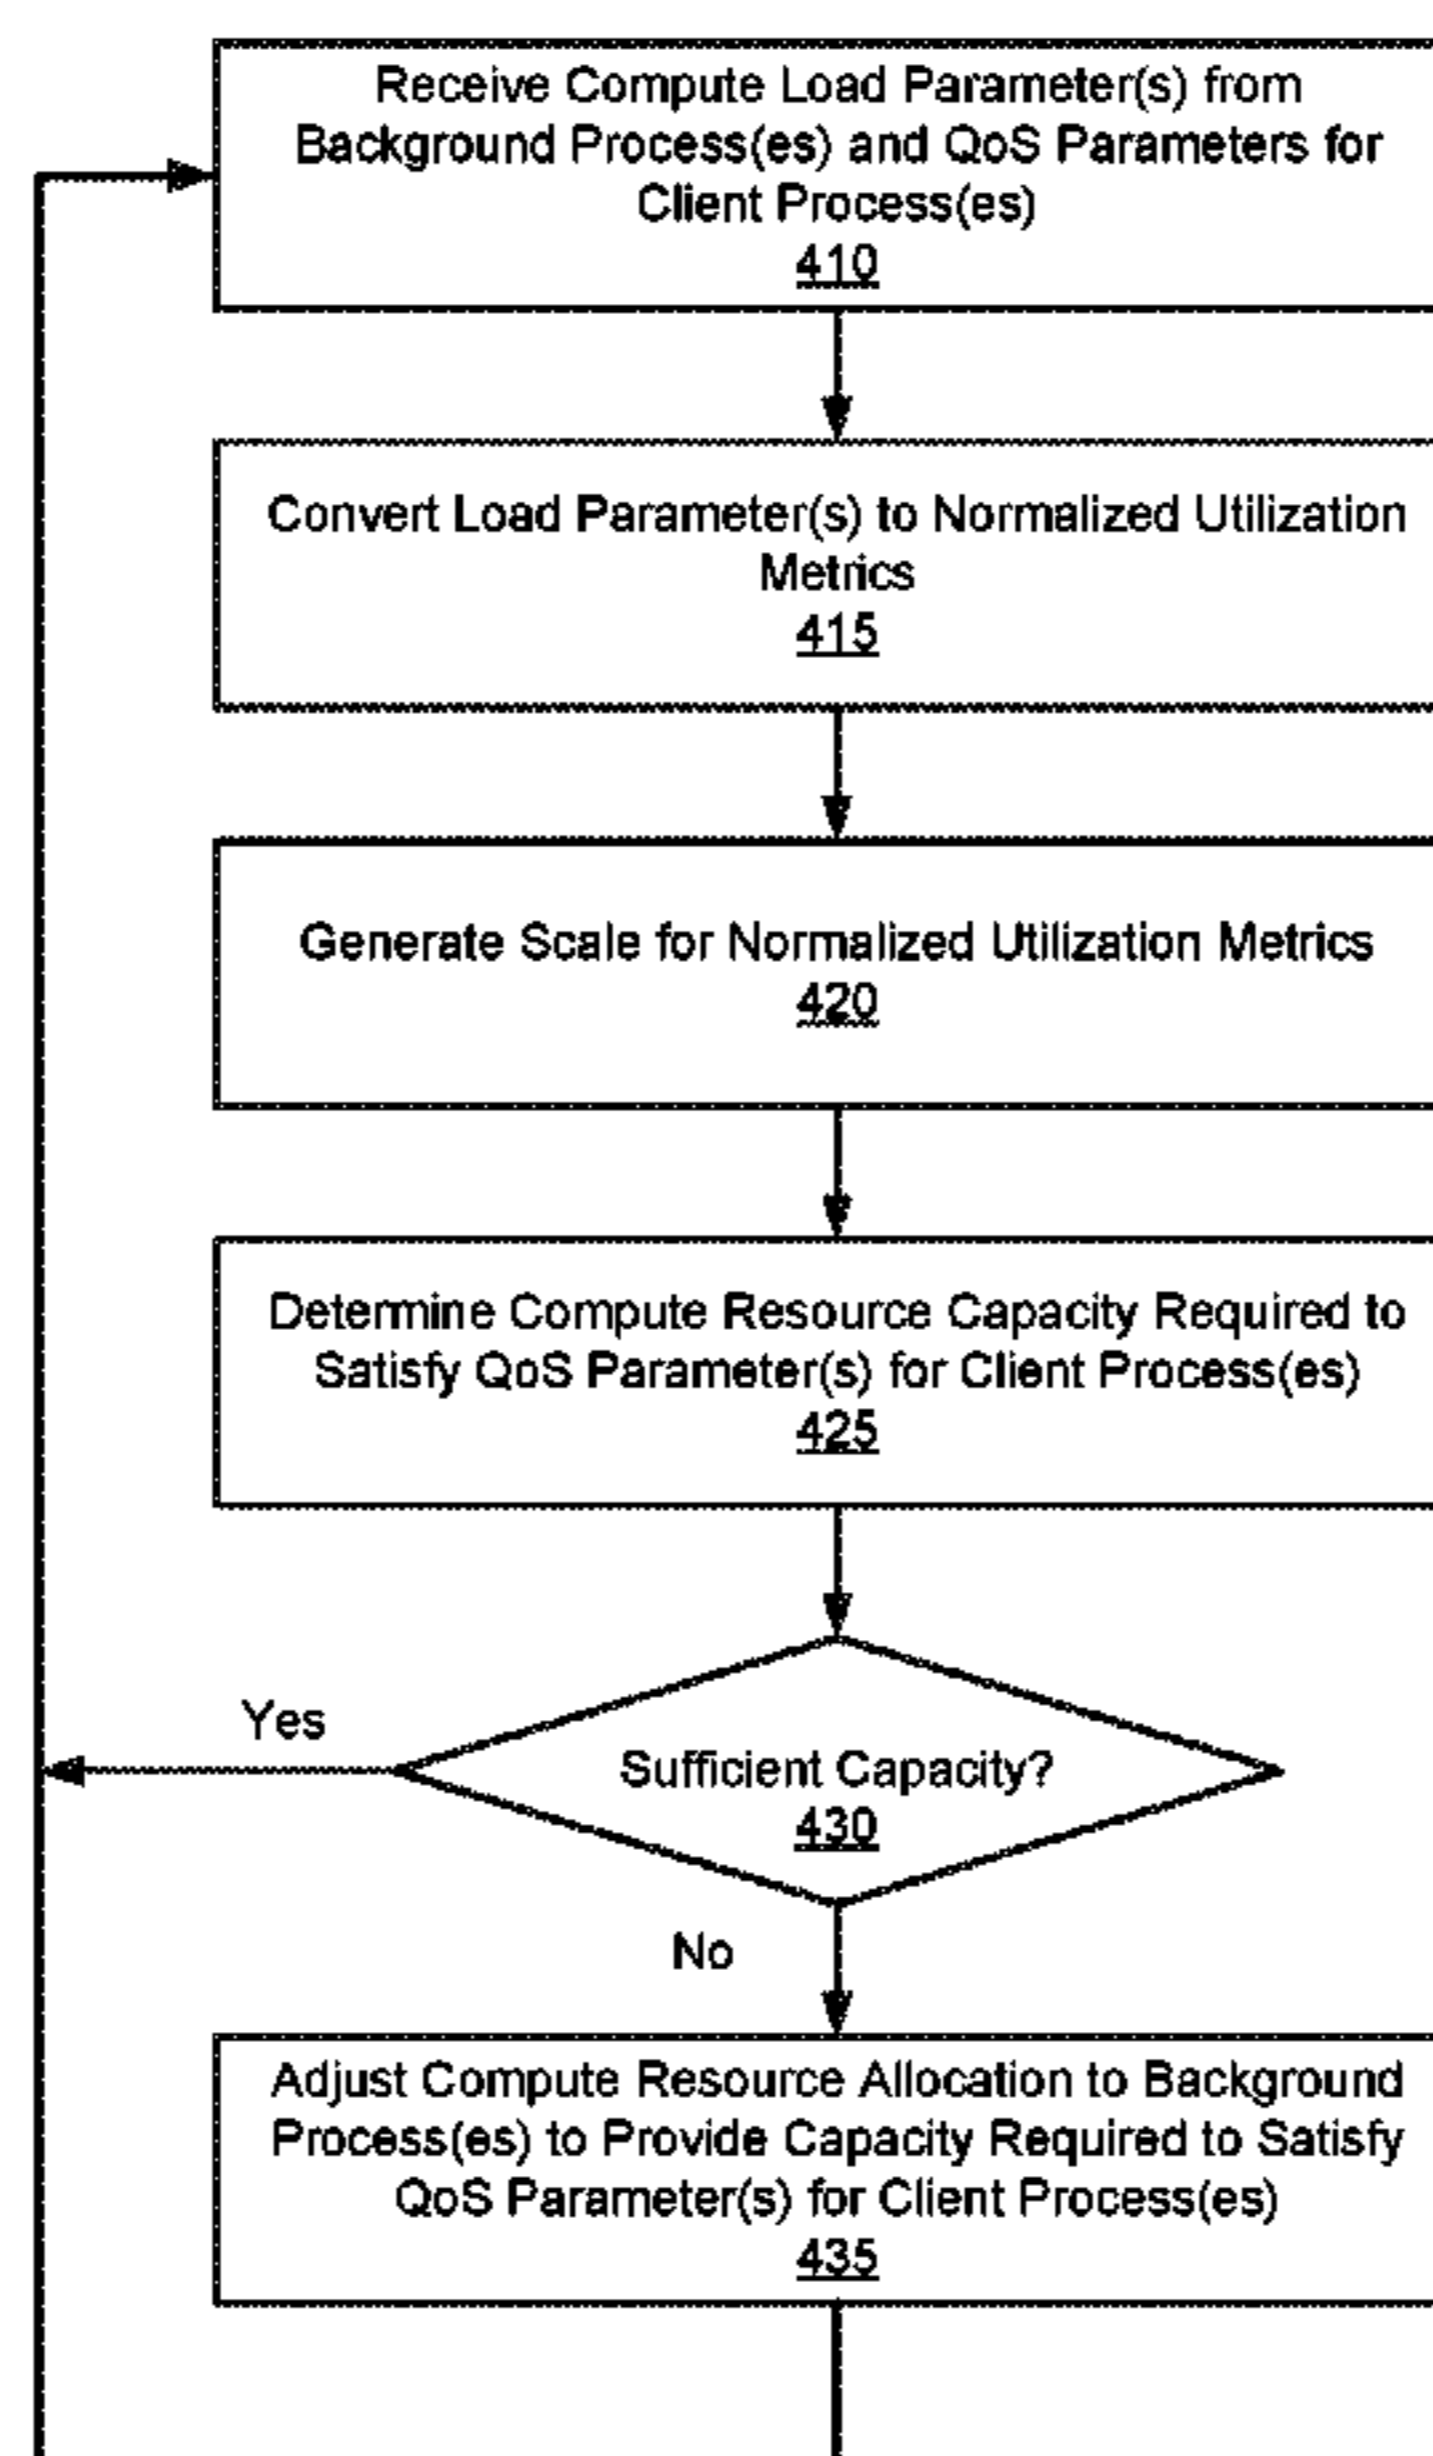 Receive Compute Load Parameter(s) from
Background Process(es) and QoS Parameters for
Client Process(es)
410
Convert Load Parameter(s) to Normalized Utilization
Metrics
415
Generate Scale for Normalized Utilization Metrics
420
Determine Compute Resource Capacity Required to
Satisfy QoS Parameter(s) for Client Process(es)
425
Yes
Sufficient Capacity?
430
No
Adjust Compute Resource Allocation to Background
Process(es) to Provide Capacity Required to Satisfy
QoS Parameter(s) for Client Process(es)
435